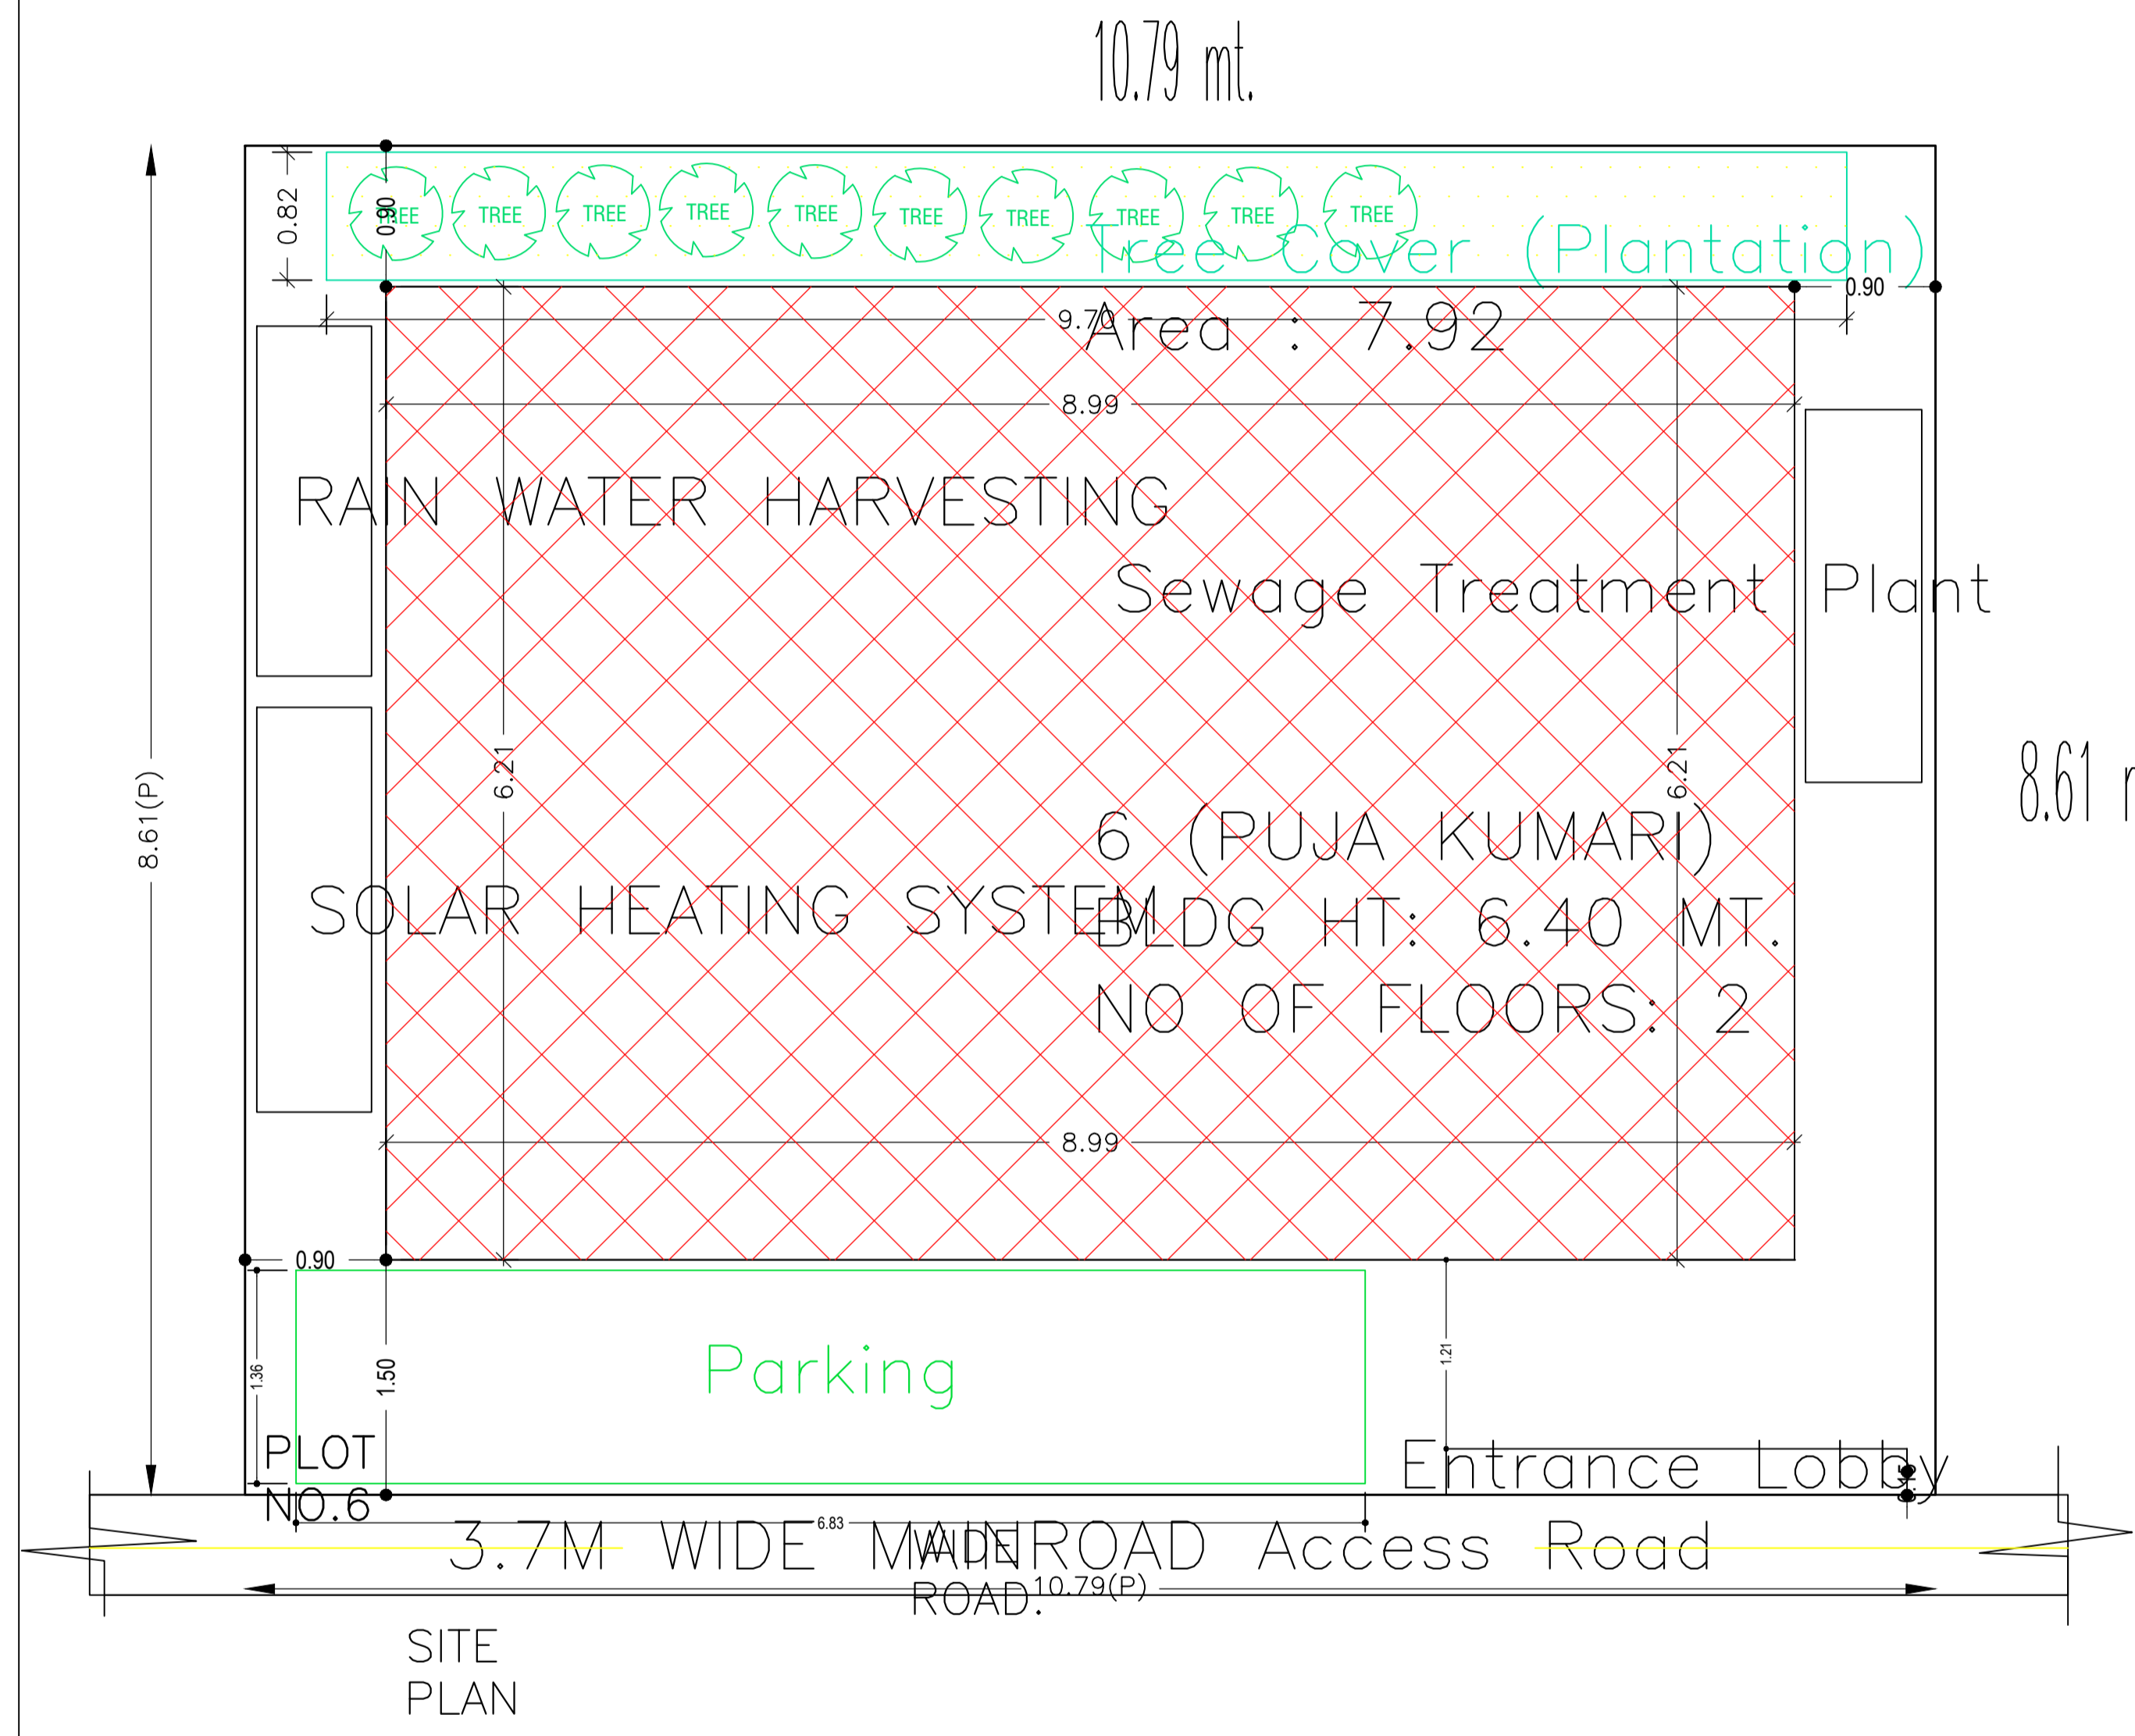 10.79 mt.
TREE TREE TREE TREE TREE TREE TREE TREE TREE TREE
0.82
0.90
Tree Cover (Plantation)
0.90
9.70
Area : 7.92
8.99
RAIN WATER HARVESTING
Sewage Treatment Plant
6.21
6.21
8.61(P)
8.61
6 (PUJA KUMARI)
SOLAR HEATING SYSTEM
BLDG HT: 6.40 MT.
NO OF FLOORS: 2
8.99
0.90
1.36
1.50
Parking
1.21
PLOT
NO.6
Entrance Lobby
6.83
3.7M WIDE MAIN ROAD Access Road
WIDE
ROAD.
10.79(P)
SITE
PLAN